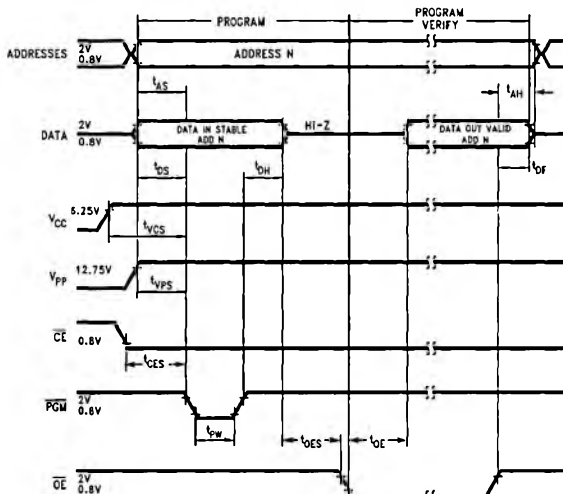 PROGRAM
PROGRAM
VERIFY
ADDRESSES
2V
0.8V
ADDRESS N
tAS
tAH
DATA
2V
0.8V
DATA IN STABLE
ADD N
HI-Z
DATA OUT VALID
ADD N
tDS
tDH
tDF
VCC
6.25V
tVCS
VPP
12.75V
tVPS
CE
0.8V
tCES
PGM
2V
0.8V
tPW
tOES
tOE
OE
2V
0.8V